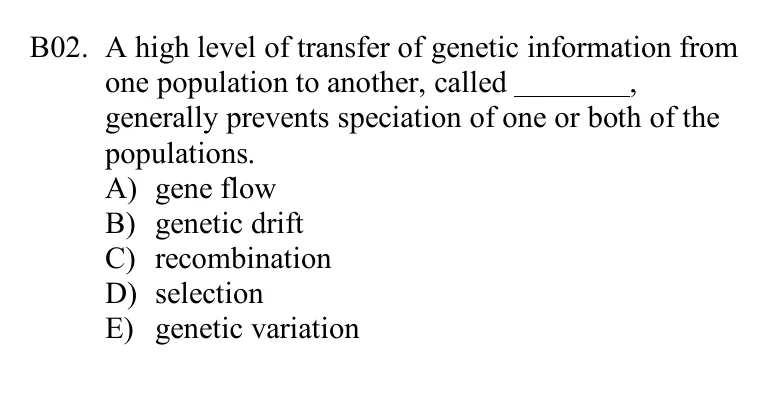 B02. A high level of transfer of genetic information from
one population to another, called ________,
generally prevents speciation of one or both of the
populations.
A) gene flow
B) genetic drift
C) recombination
D) selection
E) genetic variation